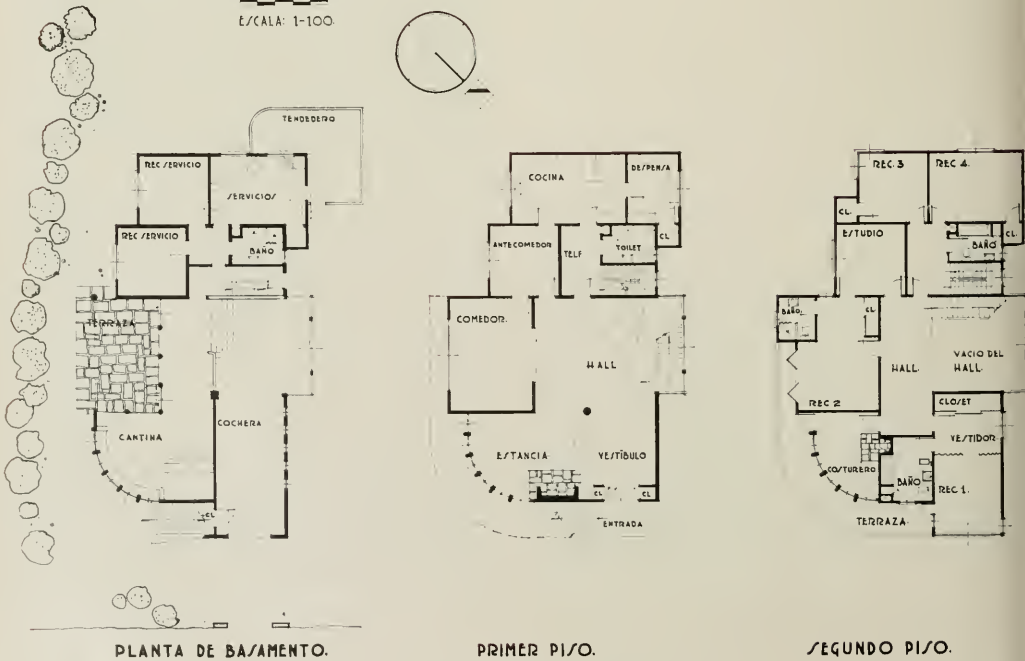 ESCALA: 1-100.
TENDEDERO
REC SERVICIO
SERVICIOS
REC SERVICIO
BAÑO
TERRAZA
CANTINA
COCHERA
CL
PLANTA DE BASAMENTO.
COCINA
DESPENSA
ANTECOMEDOR
TELF
TOILET
CL
COMEDOR.
HALL
ESTANCIA
VESTÍBULO
CL
CL
ENTRADA
PRIMER PISO.
REC. 3
REC 4.
CL.
ESTUDIO
BAÑO
CL.
BAÑO.
CL.
HALL.
VACIO DEL
HALL.
REC 2
CLOSET
VESTIDOR
COSTURERO
BAÑO
REC 1.
TERRAZA.
SEGUNDO PISO.